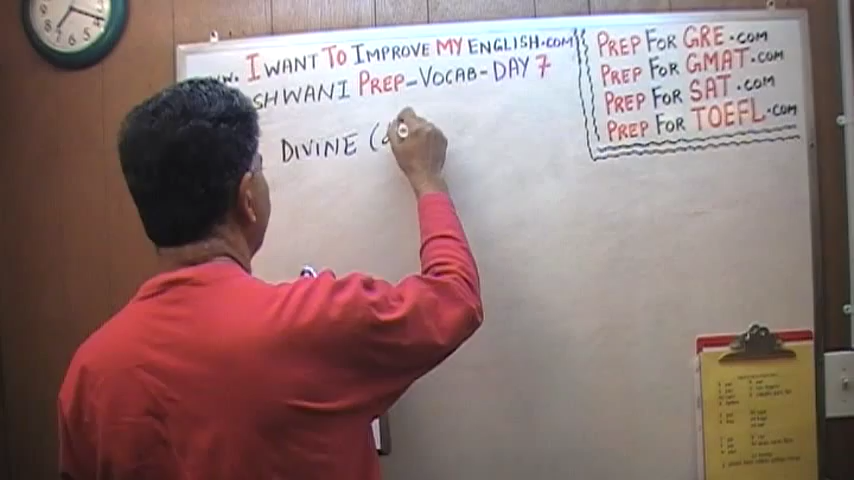 w. I WANT TO IMPROVE MY ENGLISH.COM
SHWANI PREP-VOCAB-DAY 7
DIVINE (
PREP FOR GRE.COM
PREP FOR GMAT.COM
PREP FOR SAT.COM
PREP FOR TOEFL.COM